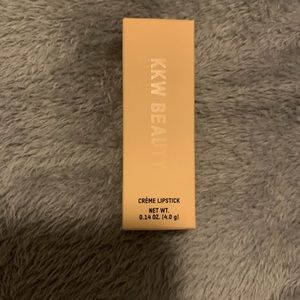 KKW BEAUTY
CRÈME LIPSTICK
NET WT.
0.14 OZ. (4.0 g)